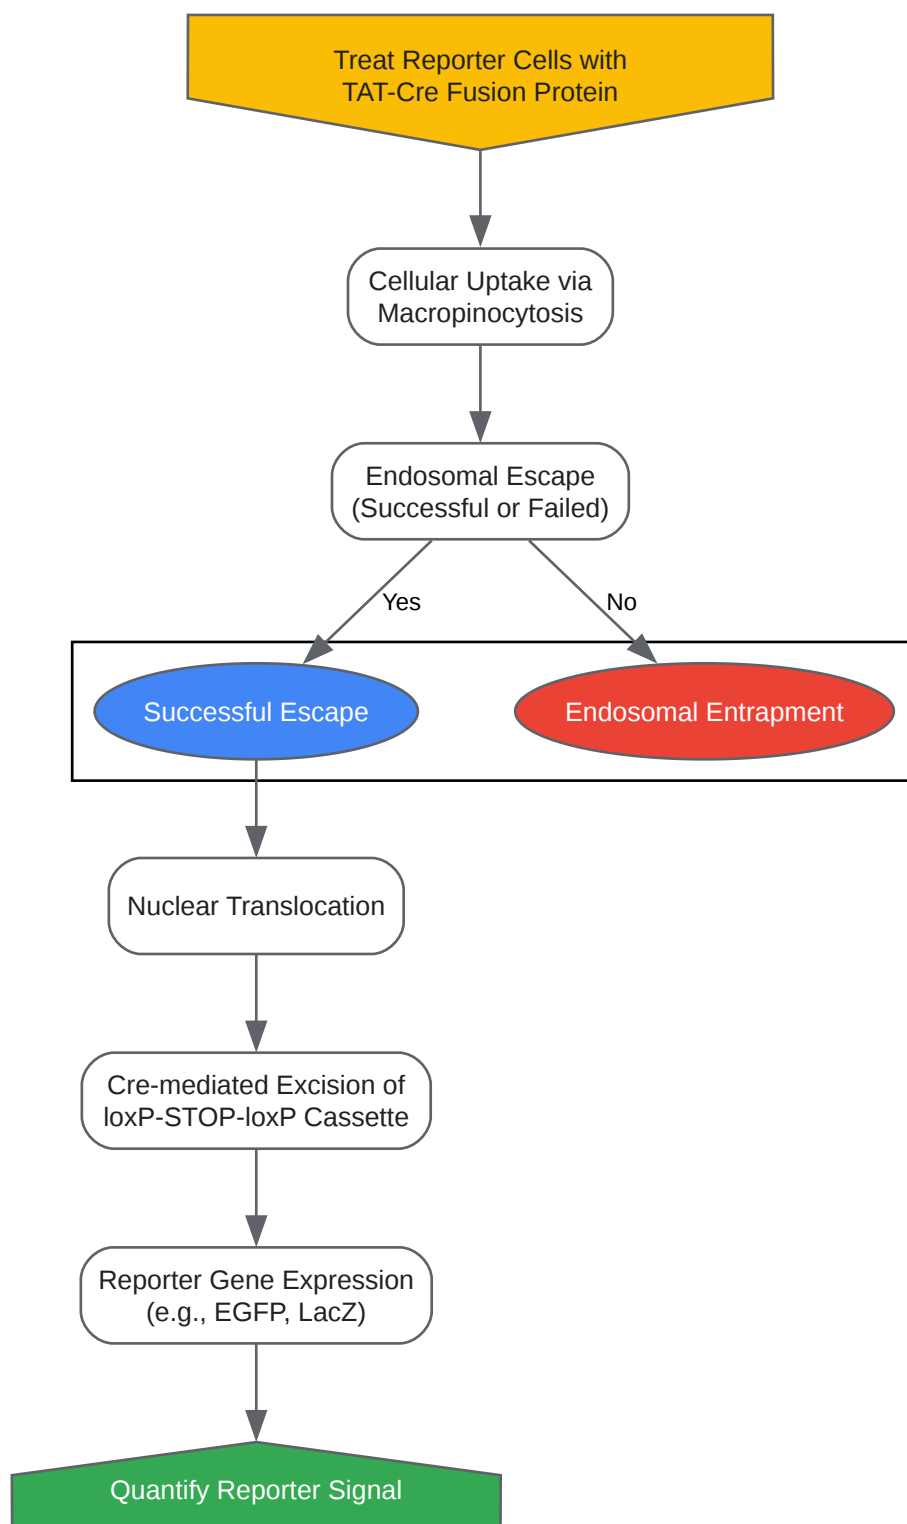 Treat Reporter Cells with
TAT-Cre Fusion Protein
Cellular Uptake via
Macropinocytosis
Endosomal Escape
(Successful or Failed)
Yes
No
Successful Escape
Endosomal Entrapment
Nuclear Translocation
Cre-mediated Excision of
loxP-STOP-loxP Cassette
Reporter Gene Expression
(e.g., EGFP, LacZ)
Quantify Reporter Signal